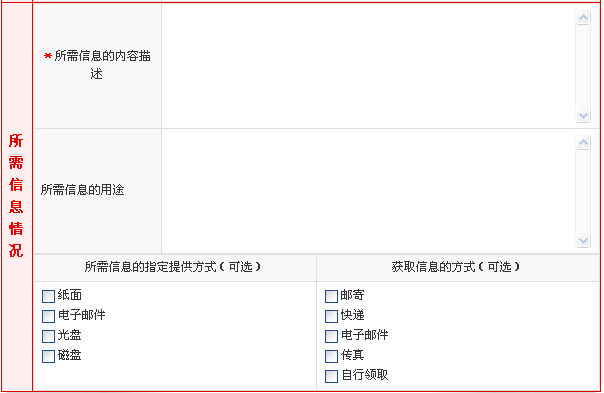 所需信息情况
* 所需信息的内容描
述
所需信息的用途
所需信息的指定提供方式（可选）
获取信息的方式（可选）
纸面
电子邮件
光盘
磁盘
邮寄
快递
电子邮件
传真
自行领取